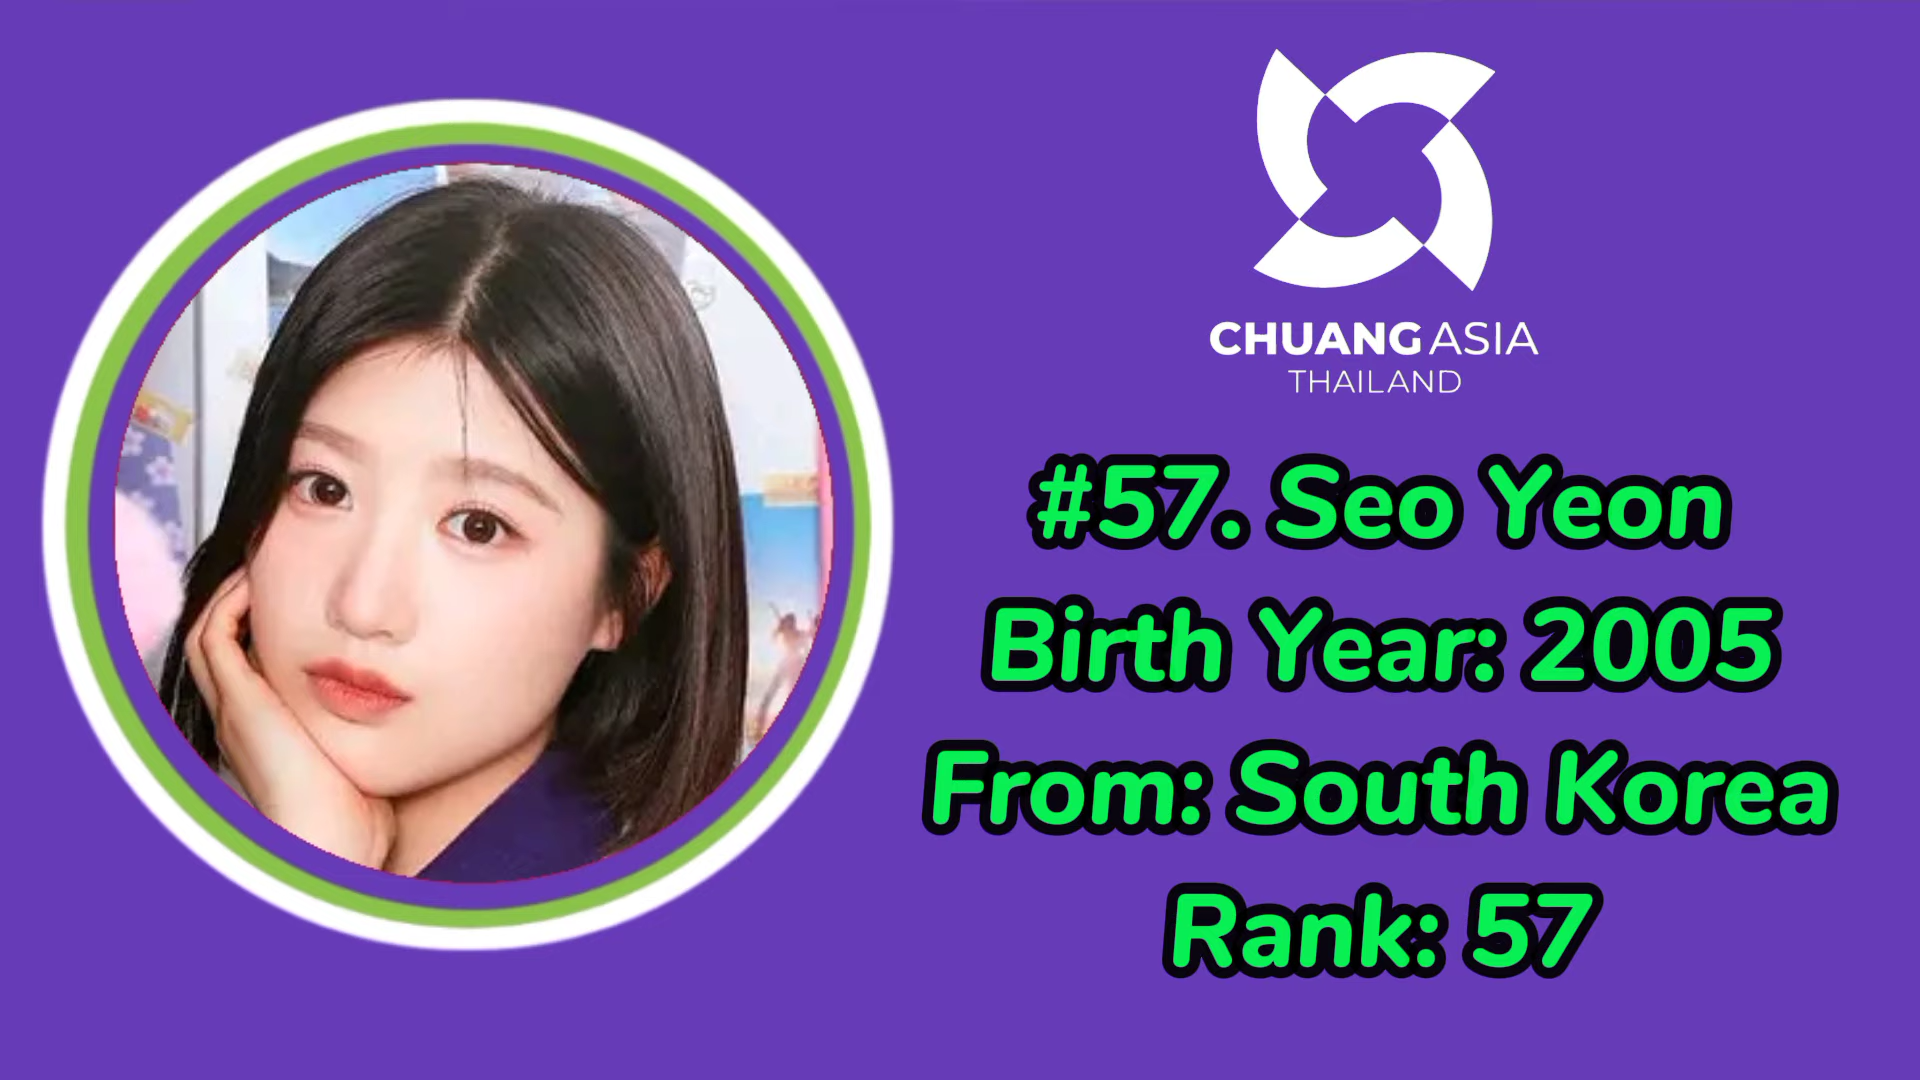 CHUANG ASIA
THAILAND
#57. Seo Yeon
Birth Year: 2005
From: South Korea
Rank: 57